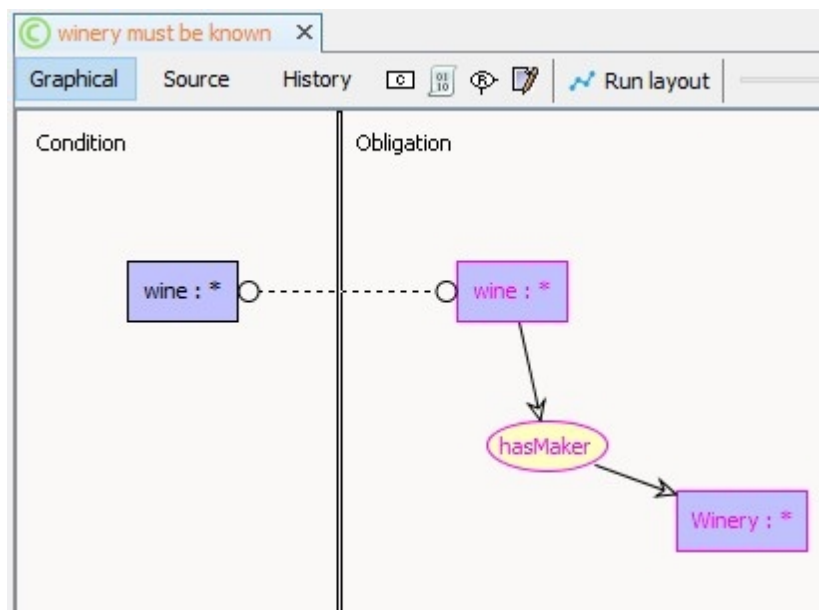 winery must be known
Graphical Source History Run layout
Condition
Obligation
wine : *
wine : *
hasMaker
Winery : *